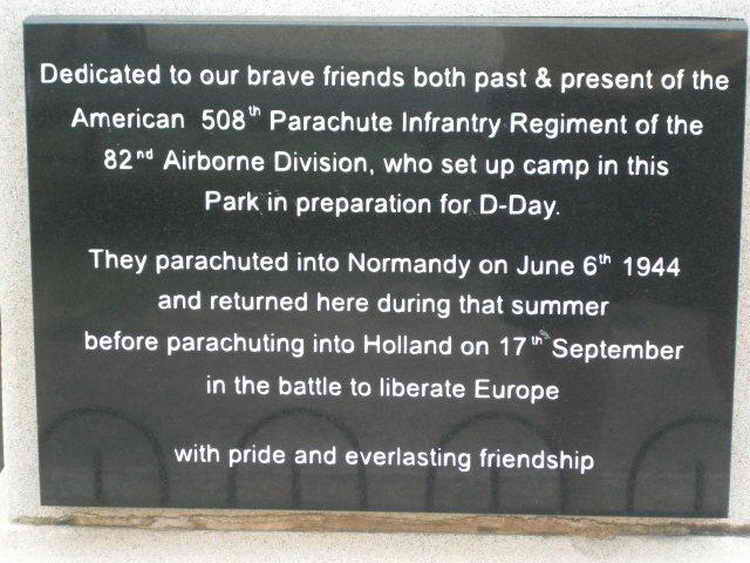 Dedicated to our brave friends both past & present of the
American 508th Parachute Infrantry Regiment of the
82nd Airborne Division, who set up camp in this
Park in preparation for D-Day.
They parachuted into Normandy on June 6th 1944
and returned here during that summer
before parachuting into Holland on 17th September
in the battle to liberate Europe
with pride and everlasting friendship